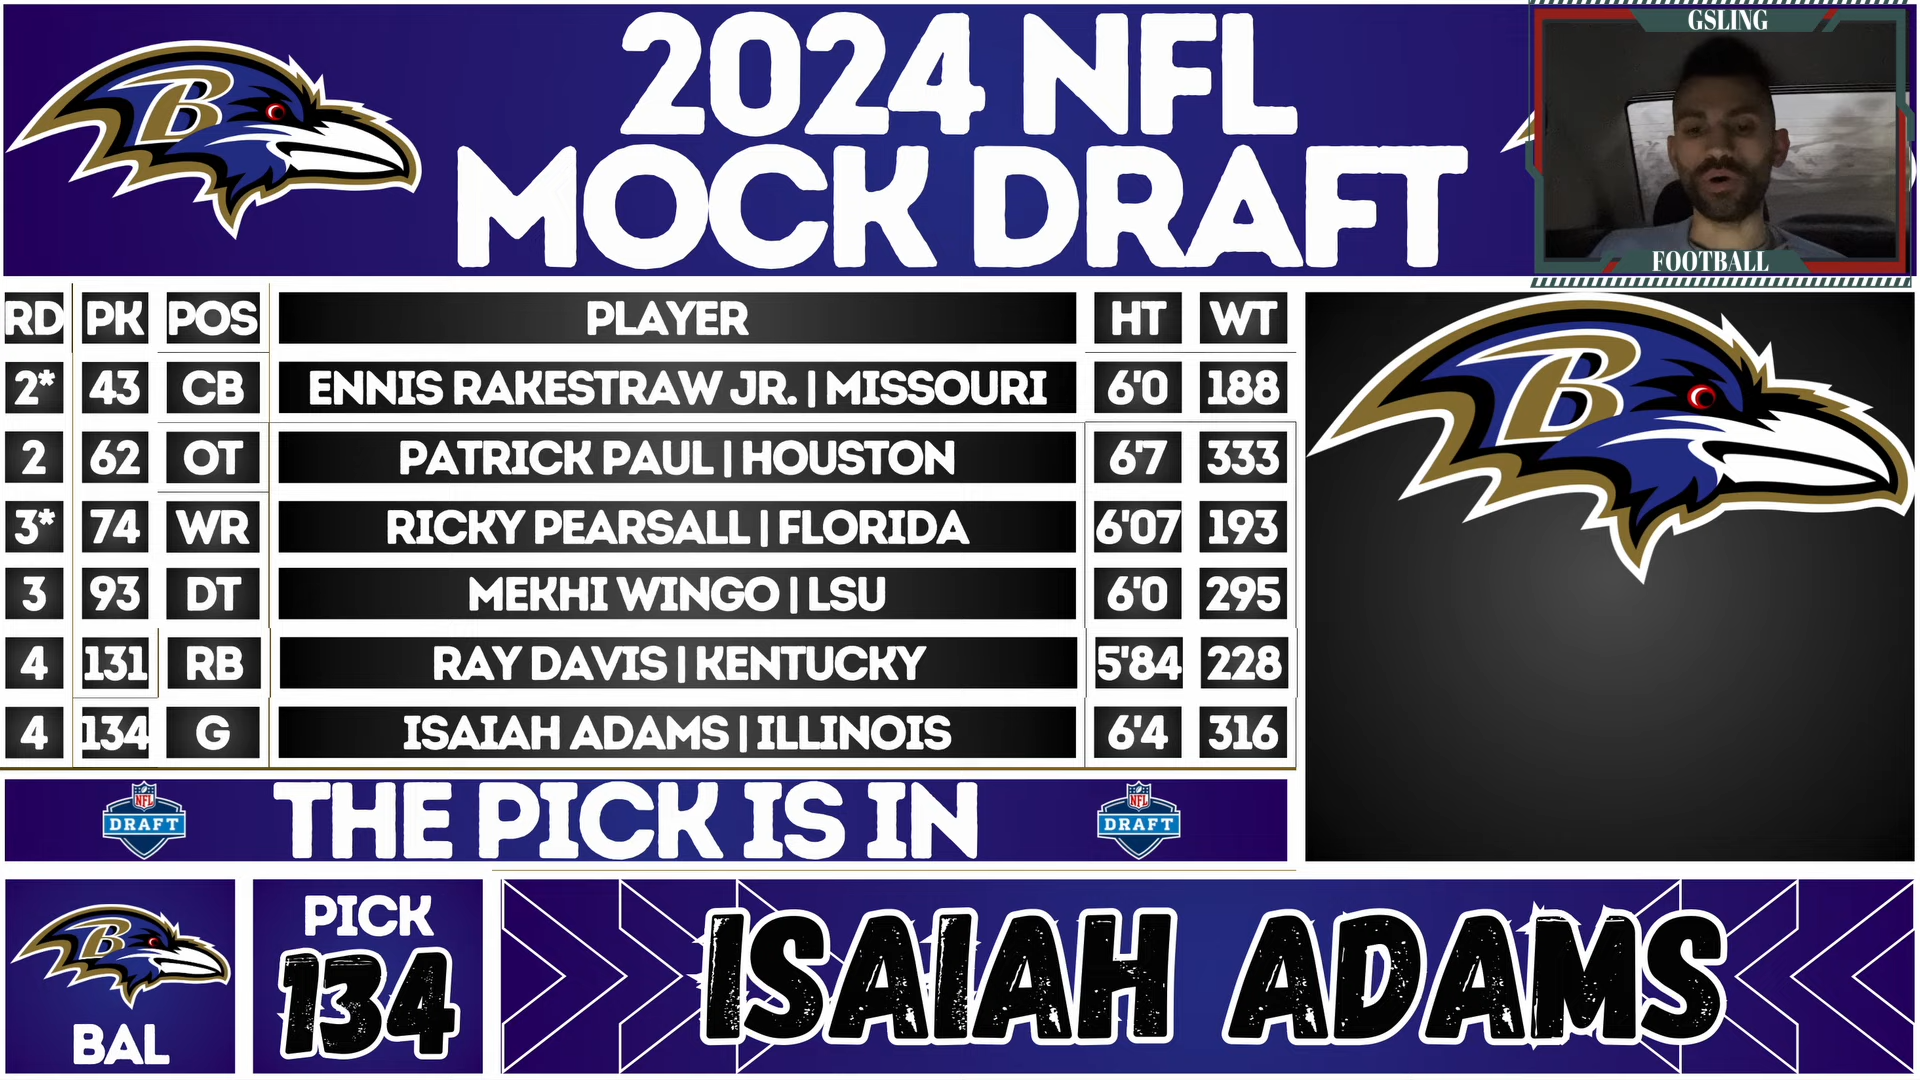 2024 NFL
MOCK DRAFT
GSLING
FOOTBALL
B
B
RD PK POS PLAYER HT WT
2* 43 CB ENNIS RAKESTRAW JR. | MISSOURI 6'0 188
2 62 OT PATRICK PAUL | HOUSTON 6'7 333
3* 74 WR RICKY PEARSALL | FLORIDA 6'07 193
3 93 DT MEKHI WINGO | LSU 6'0 295
4 131 RB RAY DAVIS | KENTUCKY 5'84 228
4 134 G ISAIAH ADAMS | ILLINOIS 6'4 316
NFL
DRAFT
THE PICK IS IN
NFL
DRAFT
B
BAL
PICK
134
ISAIAH ADAMS